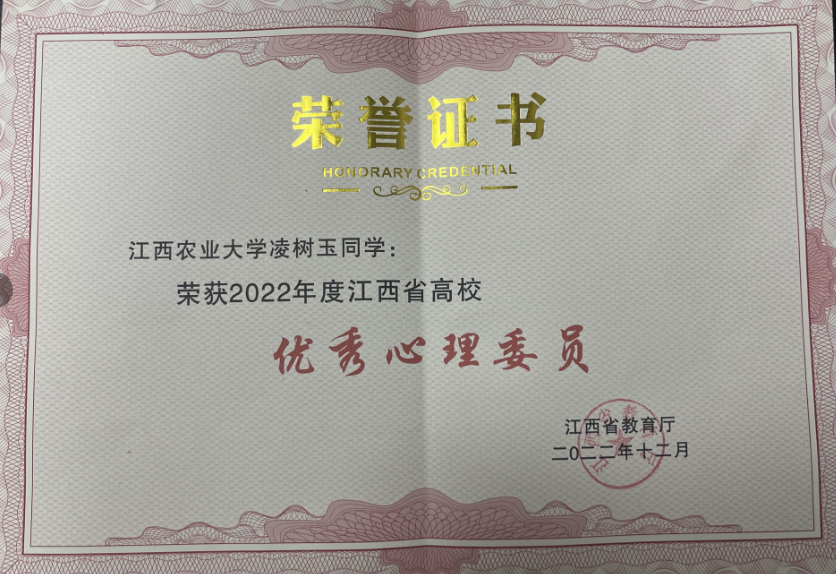 荣誉证书
HONORARY CREDENTIAL
江西农业大学凌树玉同学：
荣获2022年度江西省高校
优秀心理委员
江西省教育厅
二〇二二年十二月